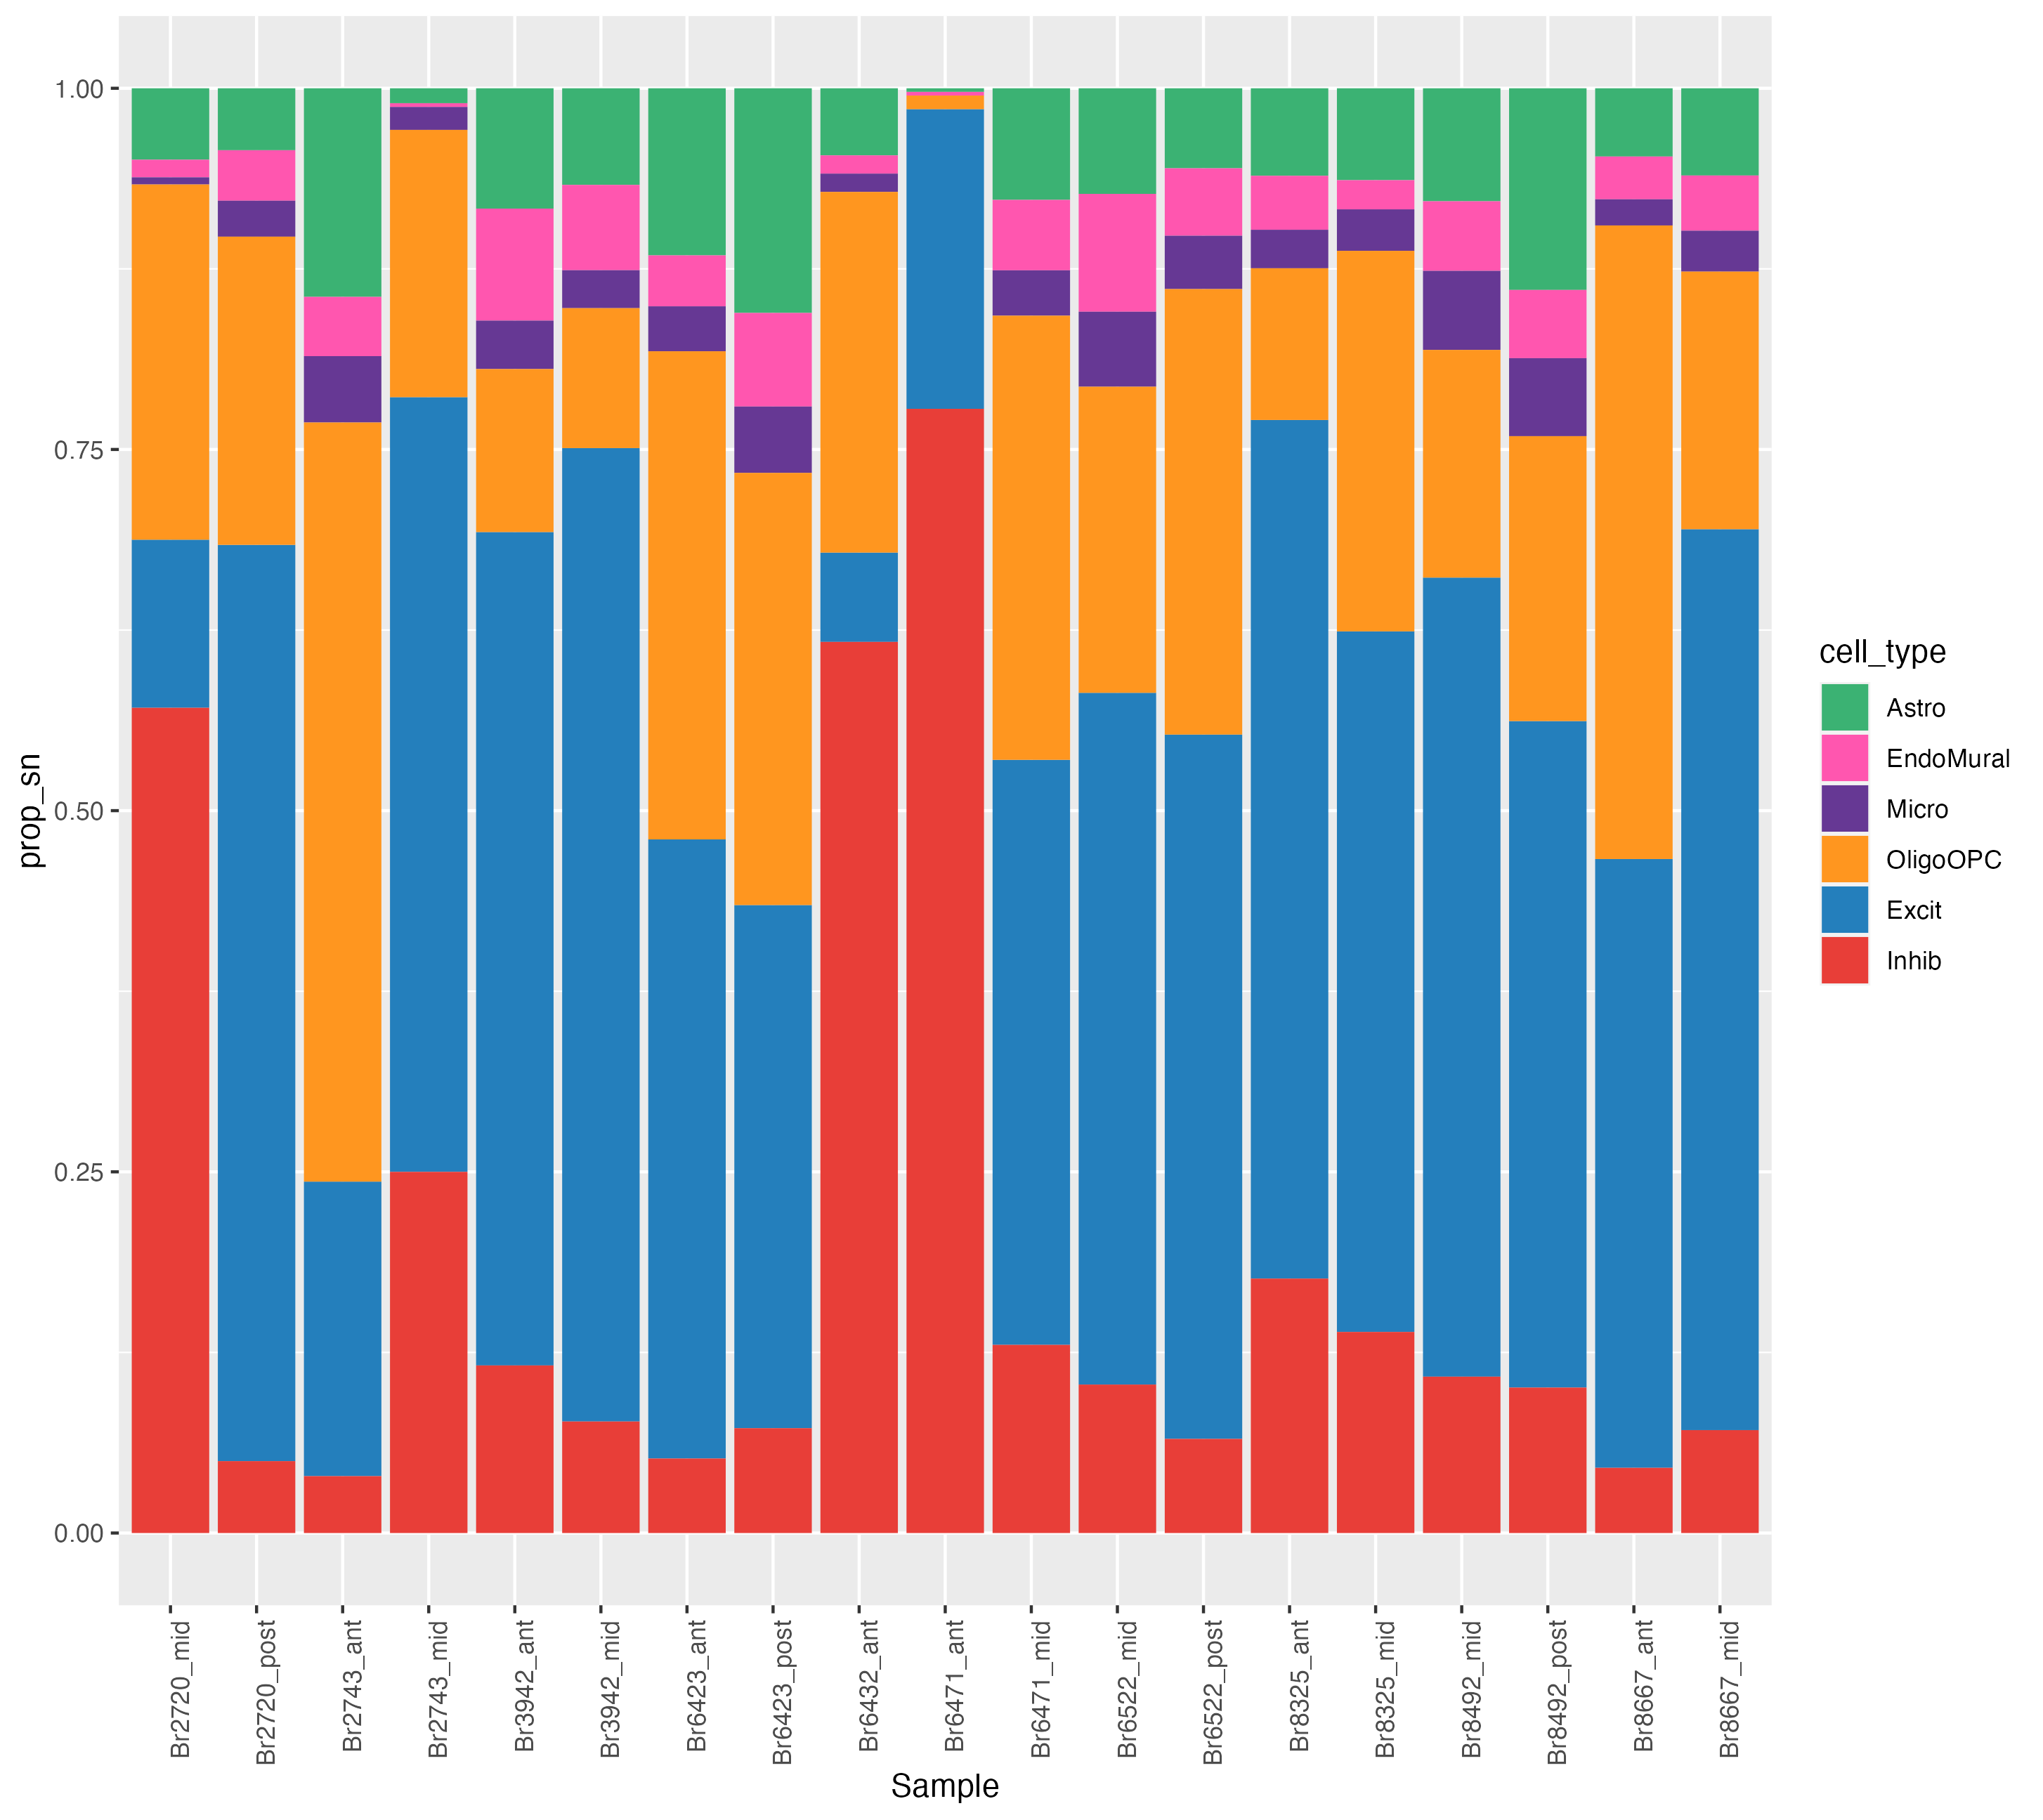 1.00
0.75
0.50
0.25
0.00
prop_sn
Br2720_mid
Br2720_post
Br2743_ant
Br2743_mid
Br3942_ant
Br3942_mid
Br6423_ant
Br6423_post
Br6432_ant
Br6471_ant
Br6471_mid
Br6522_mid
Br6522_post
Br8325_ant
Br8325_mid
Br8492_mid
Br8492_post
Br8667_ant
Br8667_mid
Sample
cell_type
Astro
EndoMural
Micro
OligoOPC
Excit
Inhib